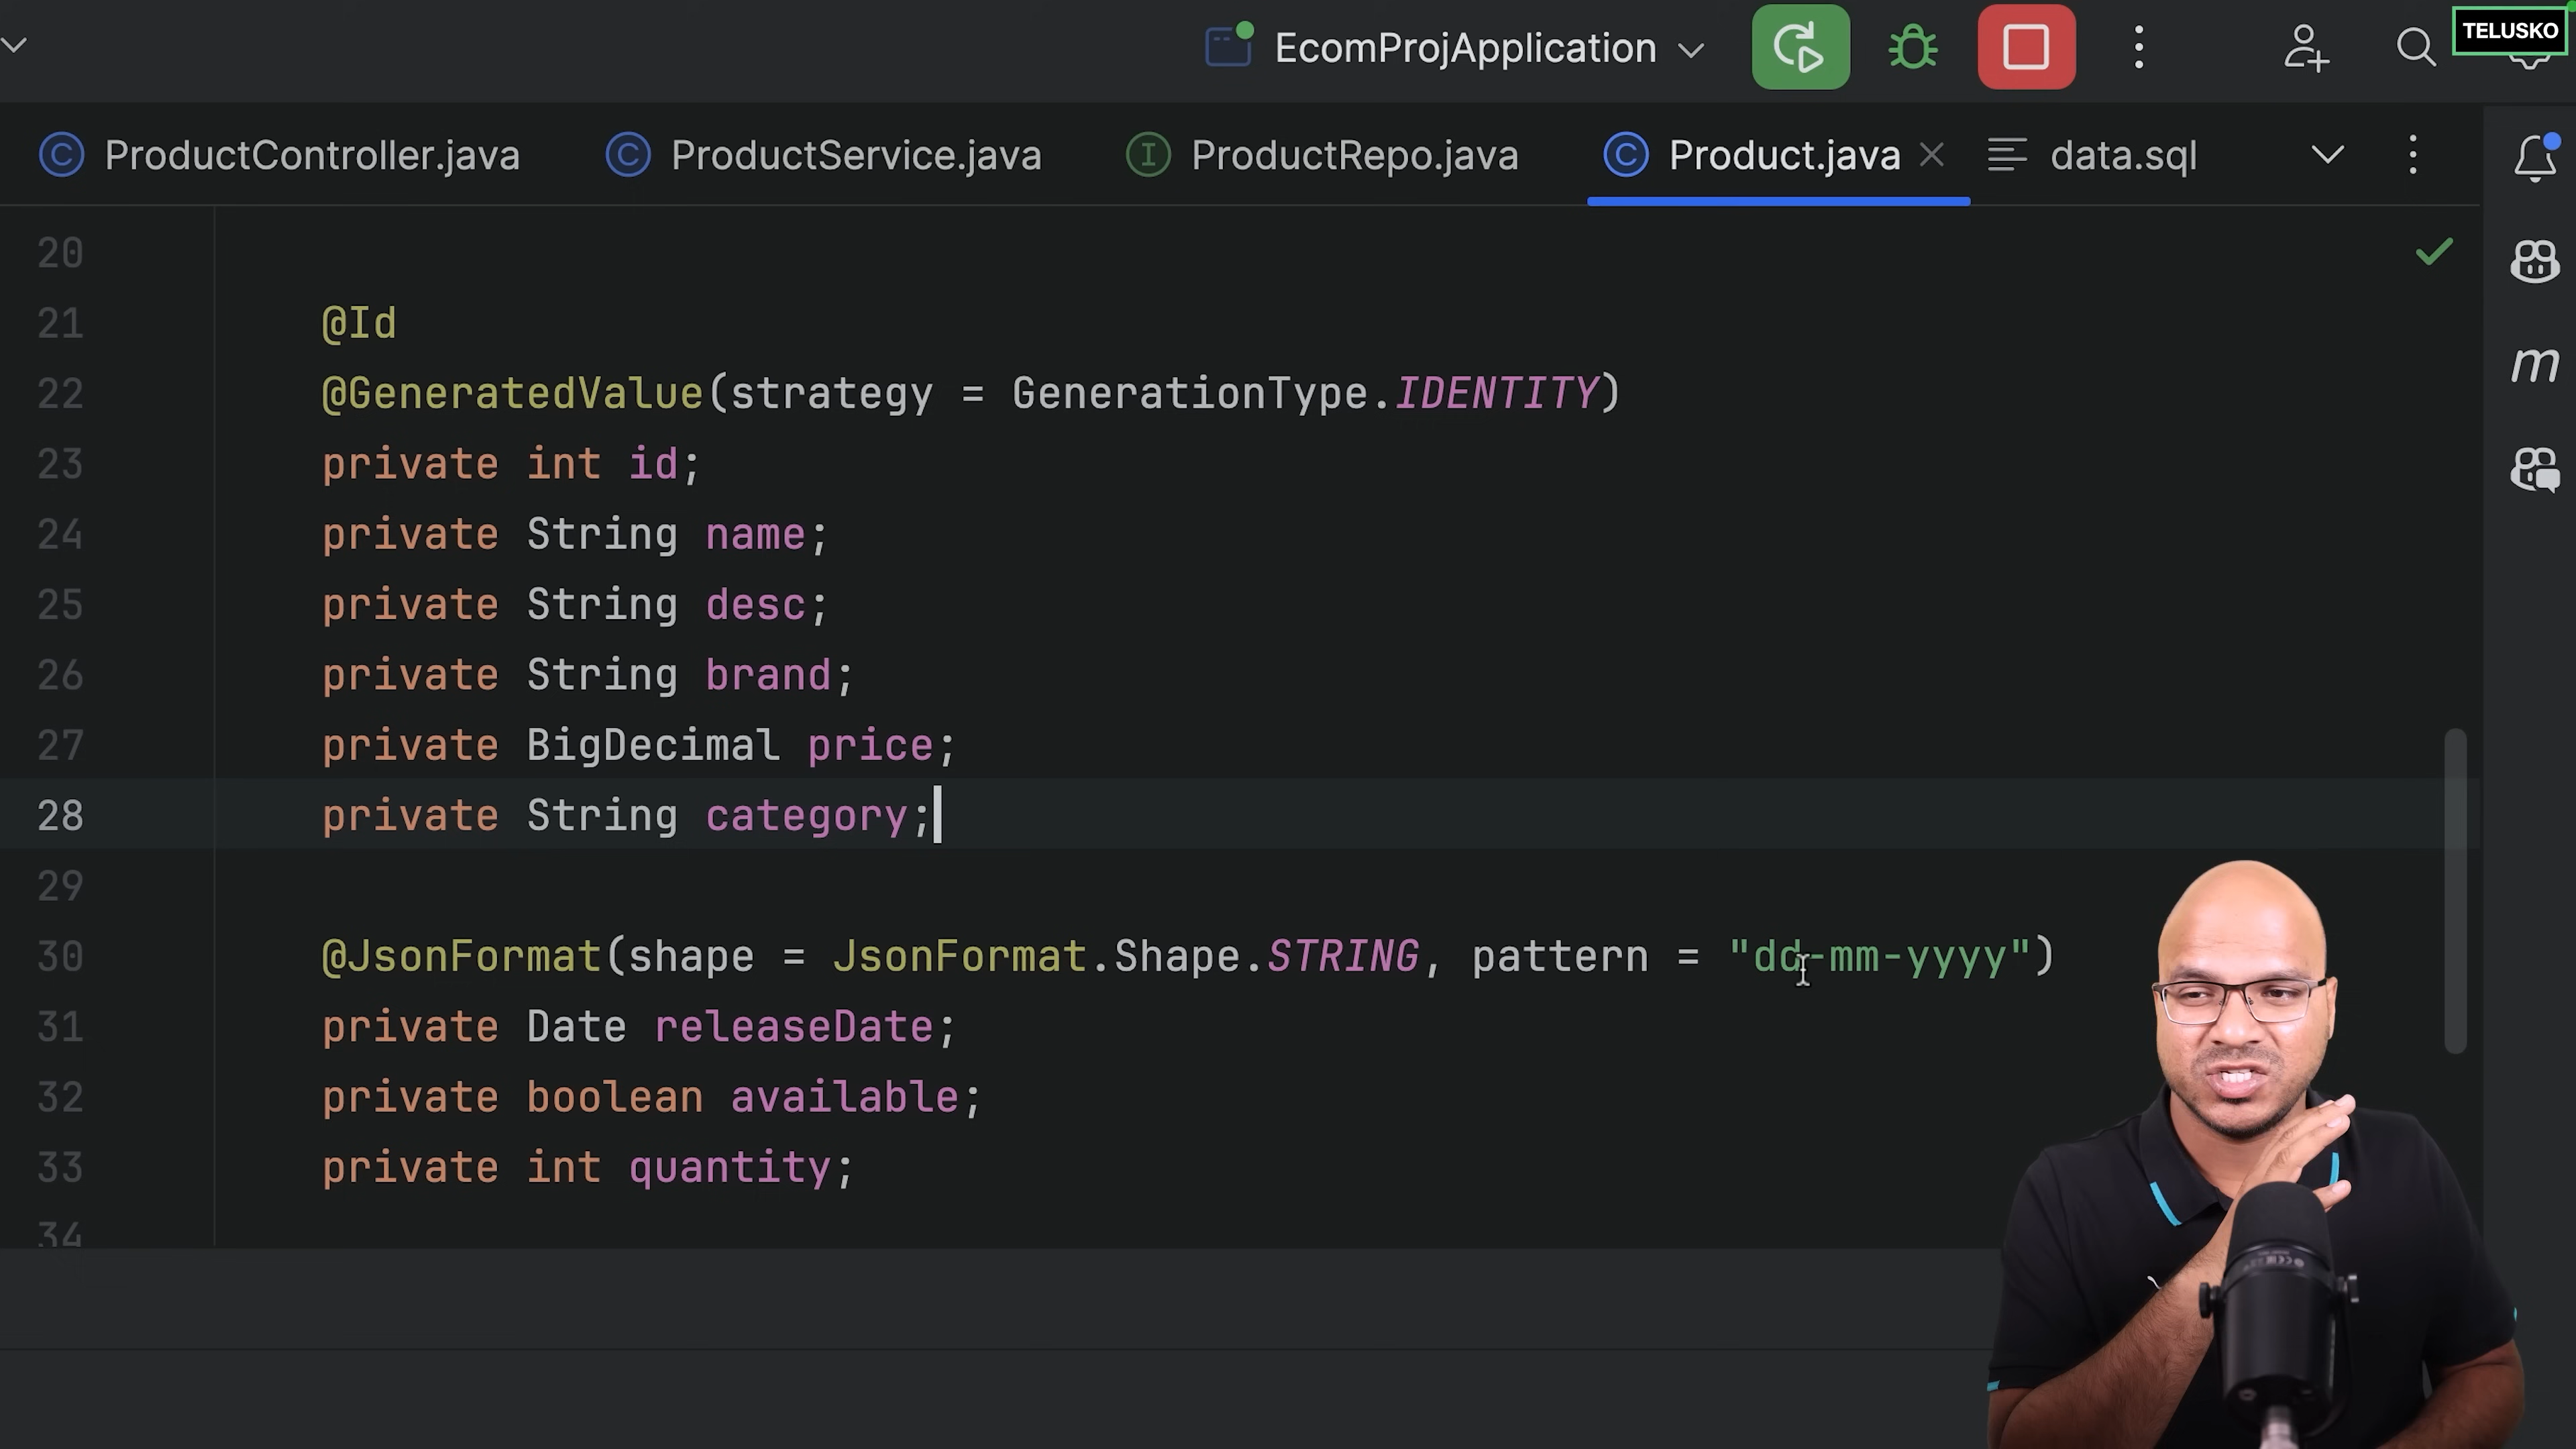 EcomProjApplication
TELUSKO
ProductController.java
ProductService.java
ProductRepo.java
Product.java
data.sql
20
21 @Id
22 @GeneratedValue(strategy = GenerationType.IDENTITY)
23 private int id;
24 private String name;
25 private String desc;
26 private String brand;
27 private BigDecimal price;
28 private String category;
29
30 @JsonFormat(shape = JsonFormat.Shape.STRING, pattern = "dd-mm-yyyy")
31 private Date releaseDate;
32 private boolean available;
33 private int quantity;
34